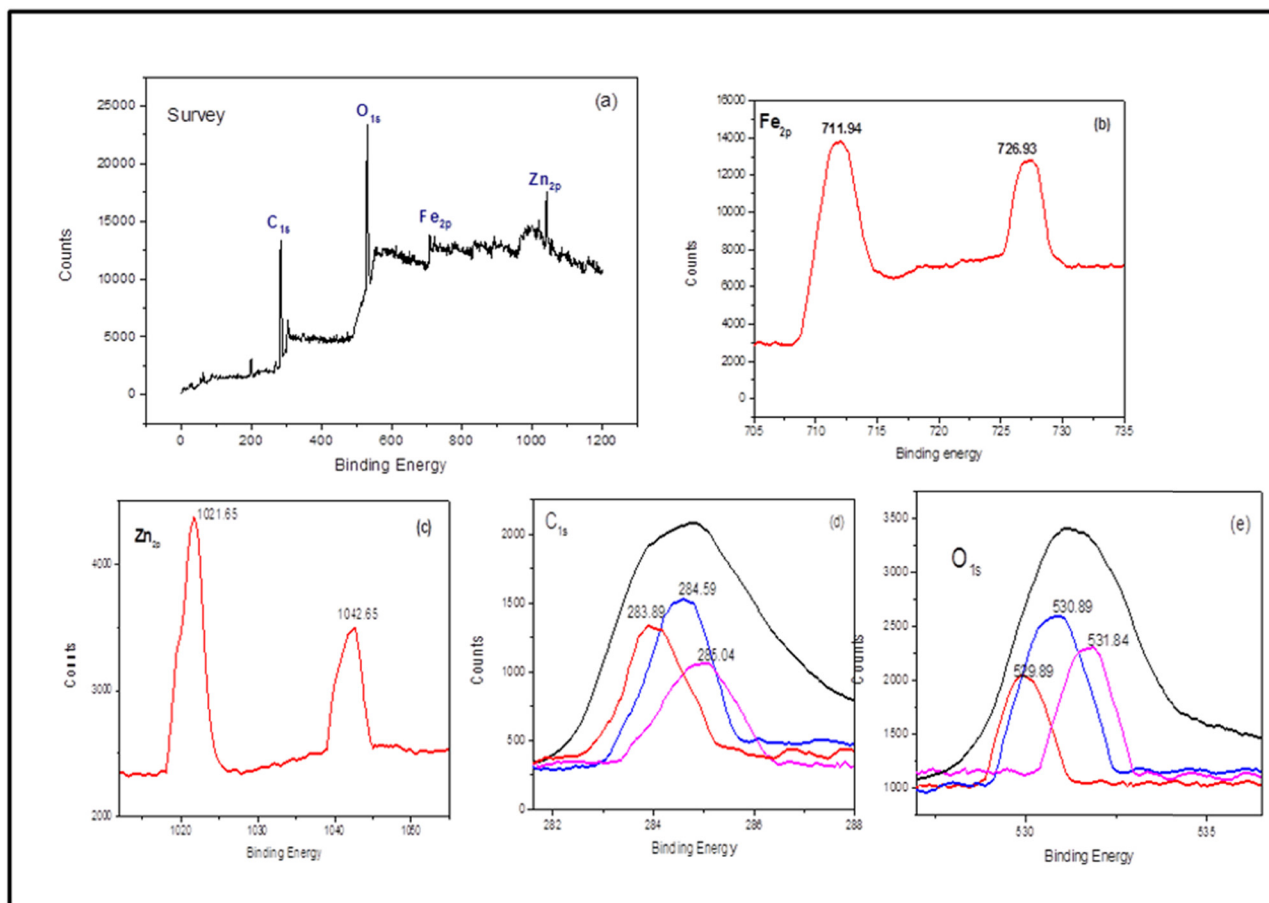 (a)
Survey
O1s
C1s
Fe2p
Zn2p
25000
20000
15000
10000
5000
0
Counts
0 200 400 600 800 1000 1200
Binding Energy
(b)
Fe2p
711.94
726.93
16000
14000
12000
10000
8000
6000
4000
2000
0
Counts
705 710 715 720 725 730 735
Binding energy
(c)
Zn2p
1021.65
1042.65
4000
3000
2000
Counts
1020 1030 1040 1050
Binding Energy
(d)
C1s
283.89
284.59
285.04
2000
1500
1000
500
0
Counts
282 284 286 288
Binding Energy
(e)
O1s
529.89
530.89
531.84
3500
3000
2500
2000
1500
1000
Counts
530 535
Binding Energy